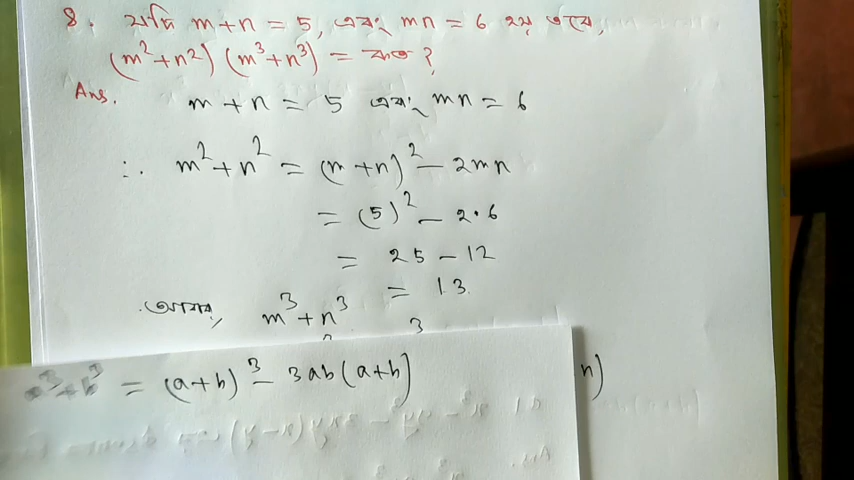 ৪. যদি m+n = 5, এবং mn = 6 হয় তবে,
(m²+n²) (m³+n³) = কত?
Ans. m+n = 5 এবং mn = 6
∴ m²+n² = (m+n)² - 2mn
= (5)² - 2·6
= 25 - 12
= 13
আবার, m³+n³
3
a³+b³ = (a+b)³ - 3ab(a+b)
n)